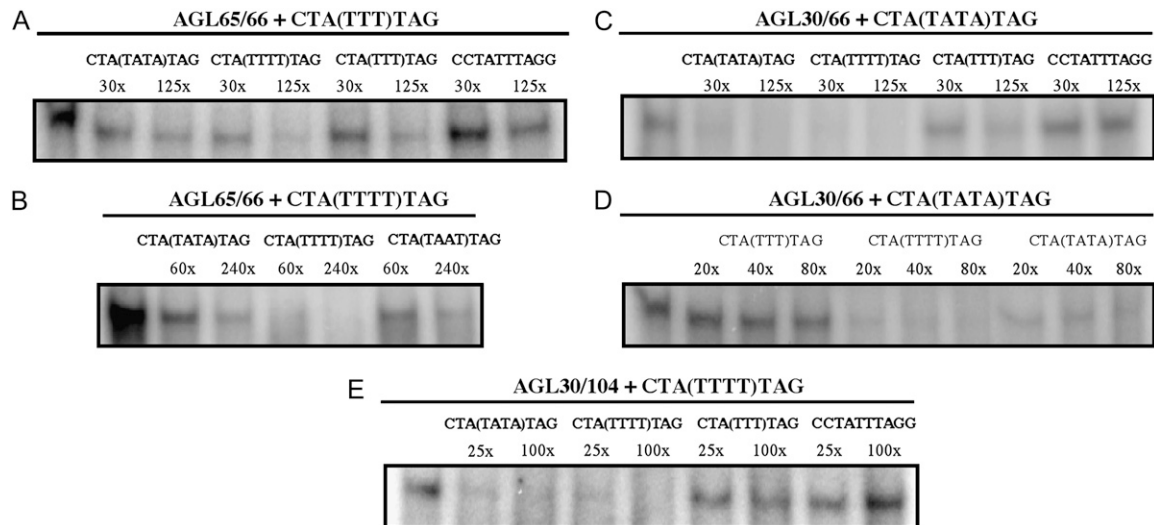 A
AGL65/66 + CTA(TTT)TAG
CTA(TATA)TAG CTA(TTTT)TAG CTA(TTT)TAG CCTATTTAGG
30x 125x 30x 125x 30x 125x 30x 125x
C
AGL30/66 + CTA(TATA)TAG
CTA(TATA)TAG CTA(TTTT)TAG CTA(TTT)TAG CCTATTTAGG
30x 125x 30x 125x 30x 125x 30x 125x
B
AGL65/66 + CTA(TTTT)TAG
CTA(TATA)TAG CTA(TTTT)TAG CTA(TAAT)TAG
60x 240x 60x 240x 60x 240x
D
AGL30/66 + CTA(TATA)TAG
CTA(TTT)TAG CTA(TTTT)TAG CTA(TATA)TAG
20x 40x 80x 20x 40x 80x 20x 40x 80x
E
AGL30/104 + CTA(TTTT)TAG
CTA(TATA)TAG CTA(TTTT)TAG CTA(TTT)TAG CCTATTTAGG
25x 100x 25x 100x 25x 100x 25x 100x